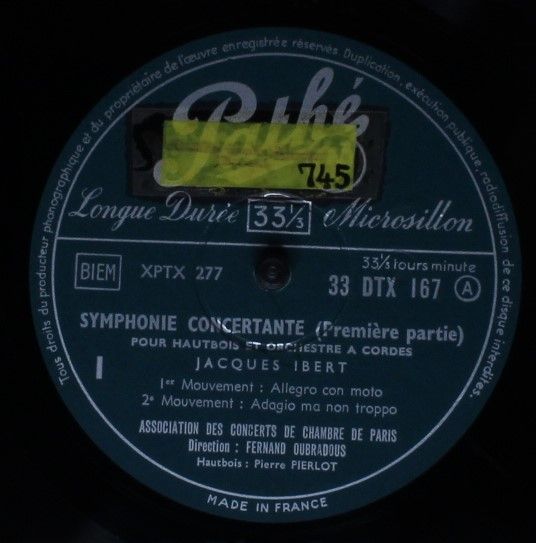 Tous droits du producteur phonographique et du propriétaire de l'œuvre enregistrée réservés. Duplication, exécution publique, radiodiffusion de ce disque interdites.
Pathé
745
Longue Durée 33⅓ Microsillon
33⅓ tours minute
BIEM XPTX 277 33 DTX 167 A
SYMPHONIE CONCERTANTE (Première partie)
POUR HAUTBOIS ET ORCHESTRE A CORDES
JACQUES IBERT
I
1er Mouvement : Allegro con moto
2e Mouvement : Adagio ma non troppo
ASSOCIATION DES CONCERTS DE CHAMBRE DE PARIS
Direction : FERNAND OUBRADOUS
Hautbois : Pierre PIERLOT
MADE IN FRANCE